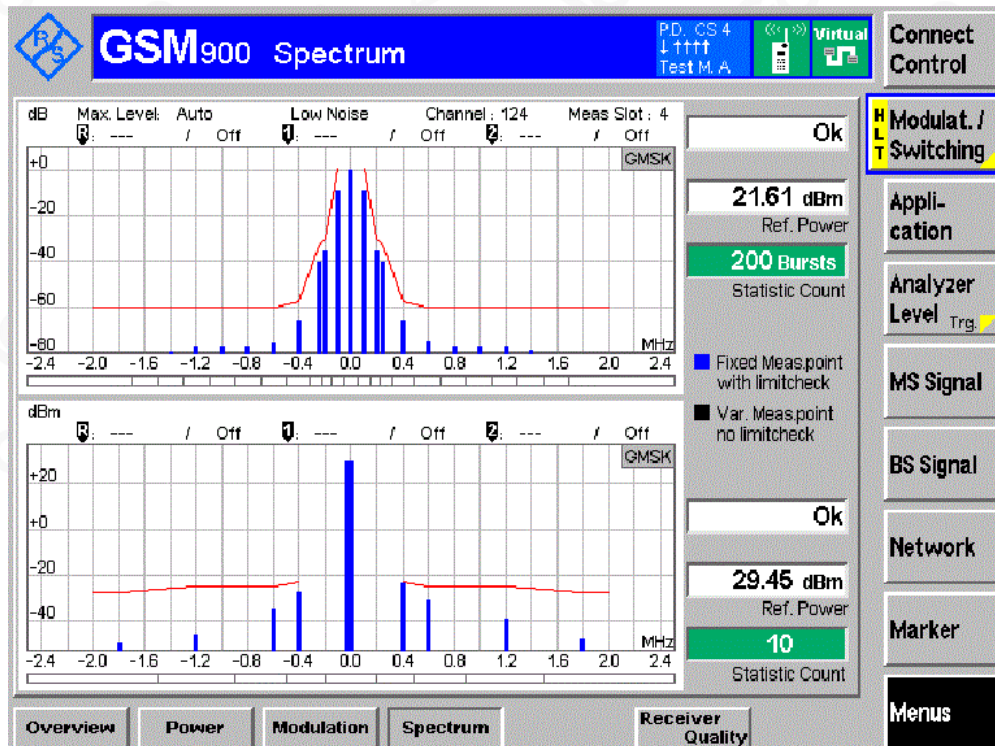 R S
GSM900 Spectrum
P.D. CS 4
Test M. A.
Virtual
Connect Control
dB Max. Level: Auto Low Noise Channel : 124 Meas Slot : 4
R: --- / Off 1: --- / Off 2: --- / Off
GMSK
+0
-20
-40
-60
-80
MHz
-2.4 -2.0 -1.6 -1.2 -0.8 -0.4 0.0 0.4 0.8 1.2 1.6 2.0 2.4
Ok
21.61 dBm
Ref. Power
200 Bursts
Statistic Count
Fixed Meas.point
with limitcheck
Var. Meas.point
no limitcheck
dBm
R: --- / Off 1: --- / Off 2: --- / Off
GMSK
+20
+0
-20
-40
MHz
-2.4 -2.0 -1.6 -1.2 -0.8 -0.4 0.0 0.4 0.8 1.2 1.6 2.0 2.4
Ok
29.45 dBm
Ref. Power
10
Statistic Count
HLT
Modulat. /
Switching
Appli-
cation
Analyzer
Level Trg.
MS Signal
BS Signal
Network
Marker
Menus
Overview
Power
Modulation
Spectrum
Receiver
Quality